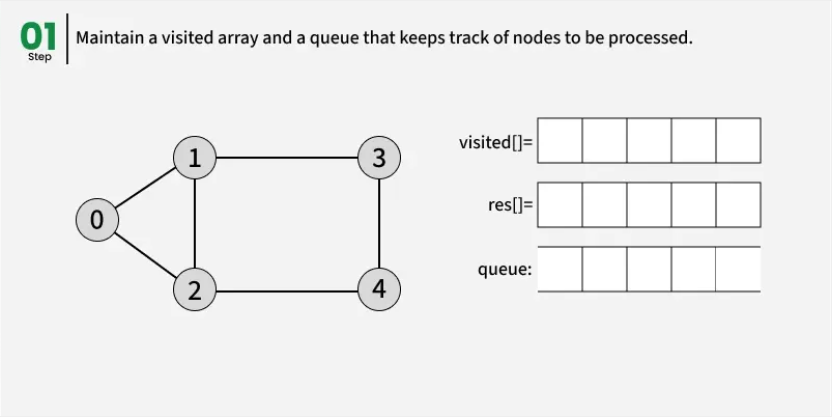 01
Step
Maintain a visited array and a queue that keeps track of nodes to be processed.
1
3
0
2
4
visited[]=
res[]=
queue: